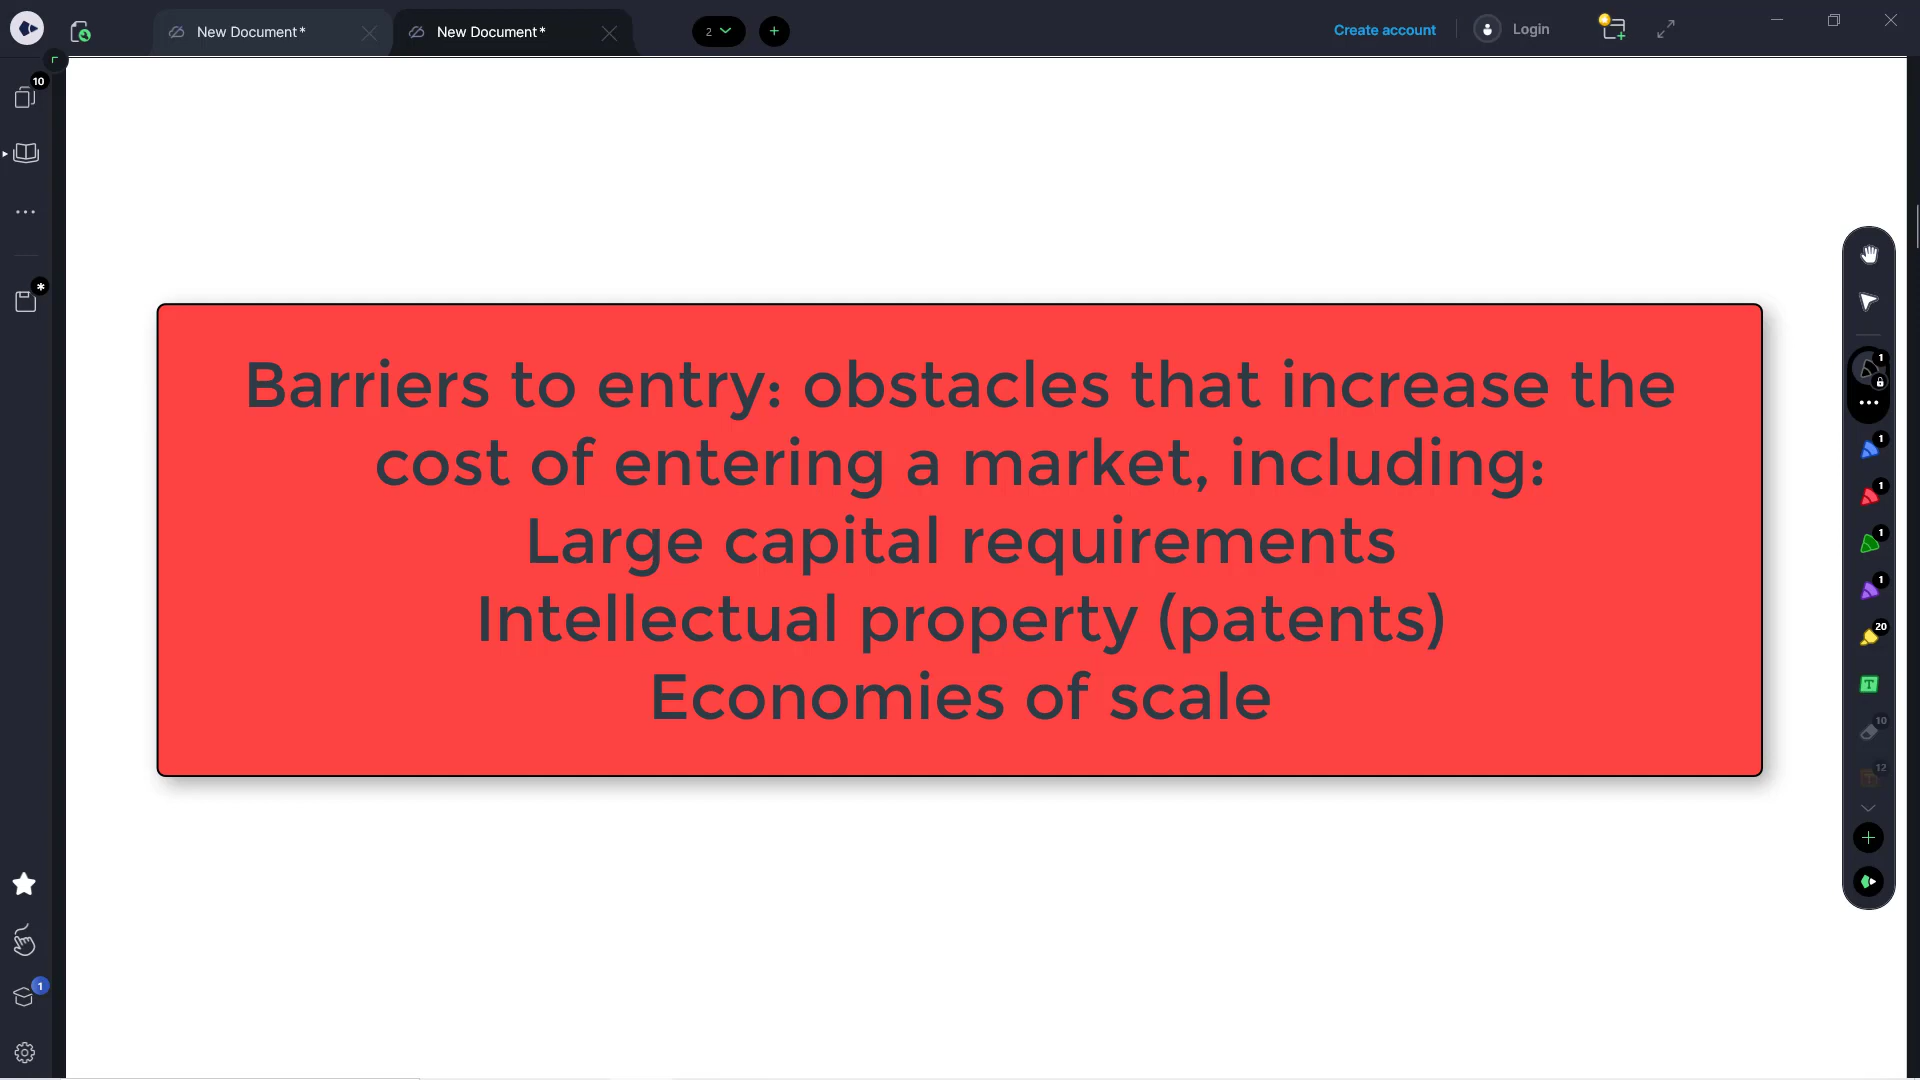 New Document*
New Document*
2
Create account
Login
10
Barriers to entry: obstacles that increase the
cost of entering a market, including:
Large capital requirements
Intellectual property (patents)
Economies of scale
1
1
1
1
1
20
T
10
12
1